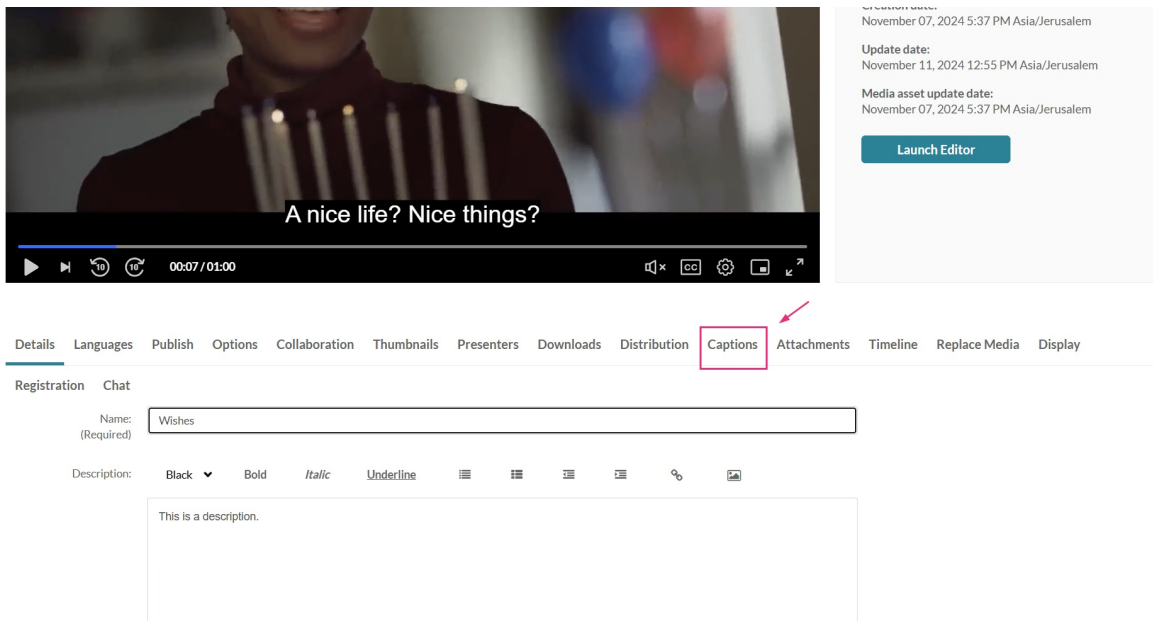 Creation date:
November 07, 2024 5:37 PM Asia/Jerusalem
Update date:
November 11, 2024 12:55 PM Asia/Jerusalem
Media asset update date:
November 07, 2024 5:37 PM Asia/Jerusalem
Launch Editor
A nice life? Nice things?
10 10 00:07 / 01:00 CC
Details Languages Publish Options Collaboration Thumbnails Presenters Downloads Distribution Captions Attachments Timeline Replace Media Display
Registration Chat
Name: Wishes
(Required)
Description: Black Bold Italic Underline
This is a description.